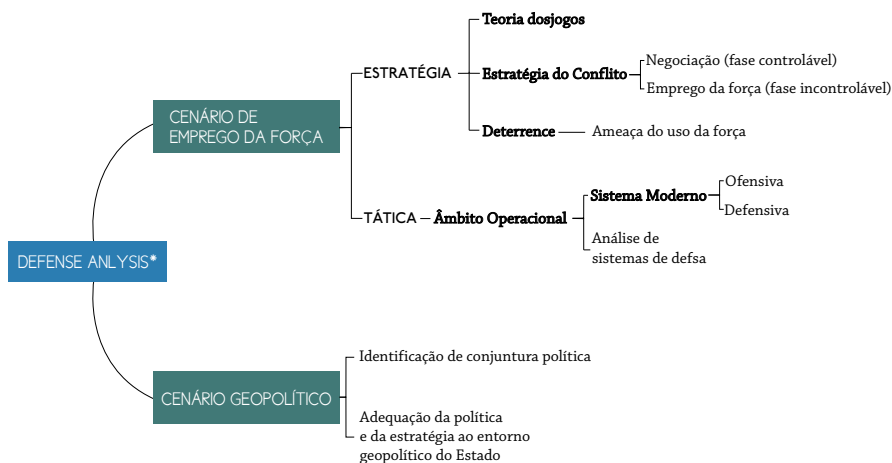 DEFENSE ANLYSIS*
CENÁRIO DE
EMPREGO DA FORÇA
ESTRATÉGIA
Teoria dosjogos
Estratégia do Conflito
Negociação (fase controlável)
Emprego da força (fase incontrolável)
Deterrence
Ameaça do uso da força
TÁTICA
Âmbito Operacional
Sistema Moderno
Ofensiva
Defensiva
Análise de
sistemas de defsa
CENÁRIO GEOPOLÍTICO
Identificação de conjuntura política
Adequação da política
e da estratégia ao entorno
geopolítico do Estado